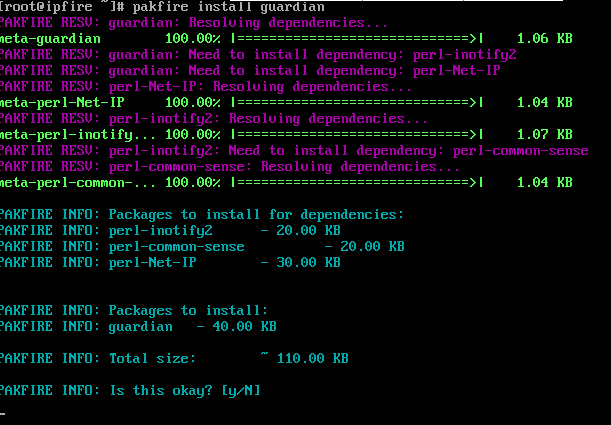 [root@ipfire ~]# pakfire install guardian
PAKFIRE RESV: guardian: Resolving dependencies...
meta-guardian        100.00% |=============================>|    1.06 KB
PAKFIRE RESV: guardian: Need to install dependency: perl-inotify2
PAKFIRE RESV: guardian: Need to install dependency: perl-Net-IP
PAKFIRE RESV: perl-Net-IP: Resolving dependencies...
meta-perl-Net-IP     100.00% |=============================>|    1.04 KB
PAKFIRE RESV: perl-inotify2: Resolving dependencies...
meta-perl-inotify... 100.00% |=============================>|    1.07 KB
PAKFIRE RESV: perl-inotify2: Need to install dependency: perl-common-sense
PAKFIRE RESV: perl-common-sense: Resolving dependencies...
meta-perl-common-... 100.00% |=============================>|    1.04 KB
PAKFIRE INFO: Packages to install for dependencies:
PAKFIRE INFO: perl-inotify2      - 20.00 KB
PAKFIRE INFO: perl-common-sense          - 20.00 KB
PAKFIRE INFO: perl-Net-IP        - 30.00 KB
PAKFIRE INFO: Packages to install:
PAKFIRE INFO: guardian   - 40.00 KB
PAKFIRE INFO: Total size:        ~ 110.00 KB
PAKFIRE INFO: Is this okay? [y/N]